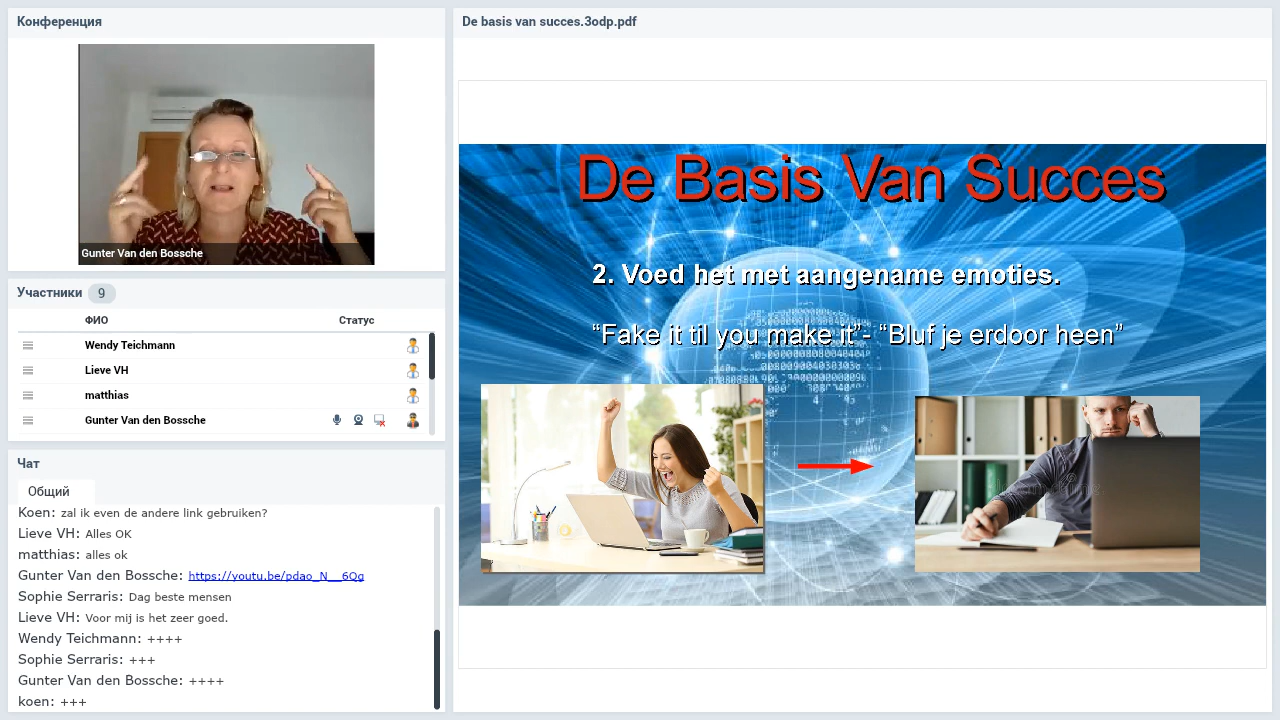 Конференция
Gunter Van den Bossche
Участники 9
ФИО Статус
Wendy Teichmann
Lieve VH
matthias
Gunter Van den Bossche
Чат
Общий
Koen: zal ik even de andere link gebruiken?
Lieve VH: Alles OK
matthias: alles ok
Gunter Van den Bossche: https://youtu.be/pdao_N__6Qg
Sophie Serraris: Dag beste mensen
Lieve VH: Voor mij is het zeer goed.
Wendy Teichmann: ++++
Sophie Serraris: +++
Gunter Van den Bossche: ++++
koen: +++
De basis van succes.3odp.pdf
De Basis Van Succes
2. Voed het met aangename emoties.
“Fake it til you make it”- “Bluf je erdoor heen”